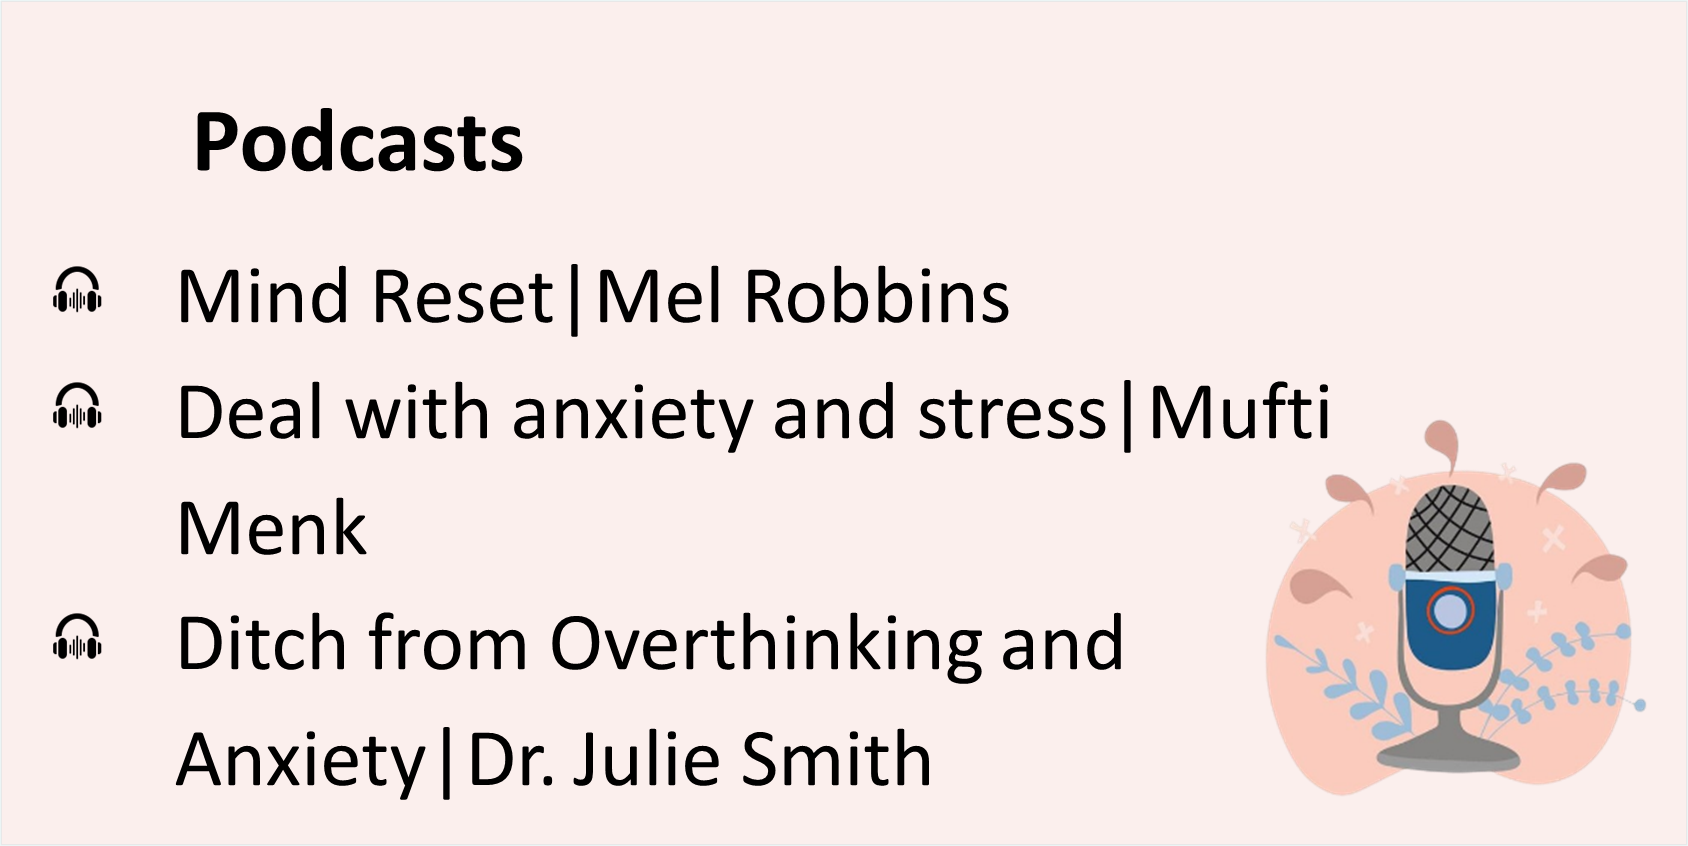 Podcasts
Mind Reset|Mel Robbins
Deal with anxiety and stress|Mufti
Menk
Ditch from Overthinking and
Anxiety|Dr. Julie Smith